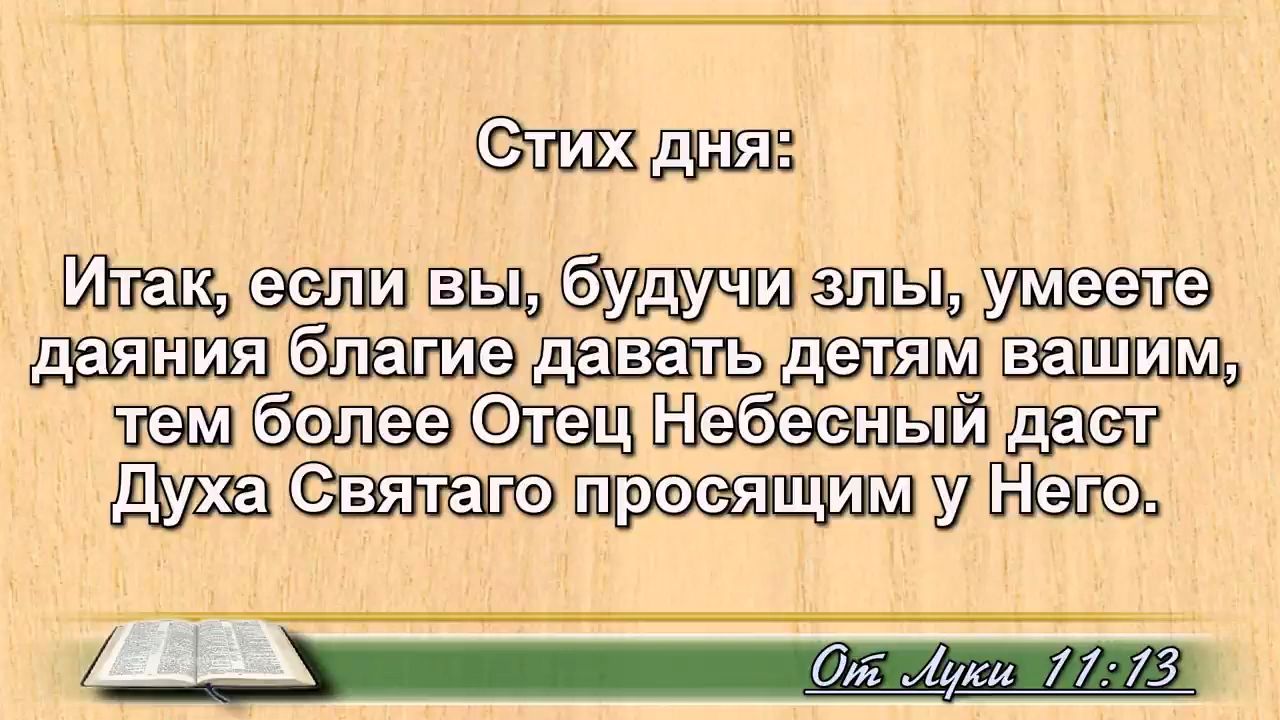 Стих дня:
Итак, если вы, будучи злы, умеете
даяния благие давать детям вашим,
тем более Отец Небесный даст
Духа Святаго просящим у Него.
От Луки 11:13